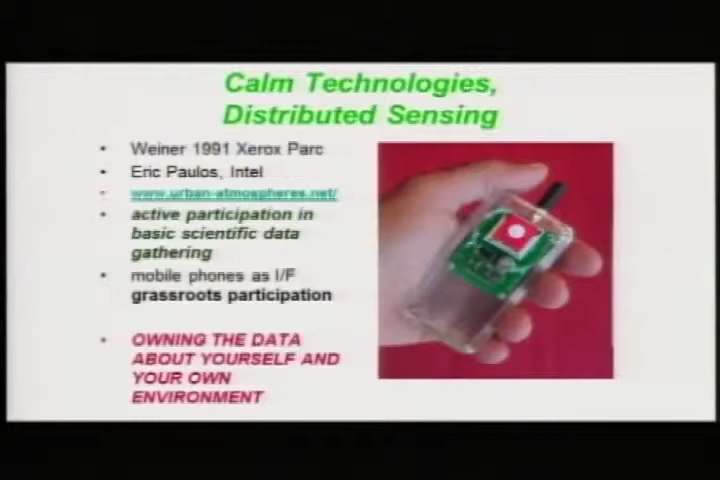 Calm Technologies,
Distributed Sensing
• Weiner 1991 Xerox Parc
• Eric Paulos, Intel
• www.urban-atmospheres.net/
• active participation in
basic scientific data
gathering
• mobile phones as I/F
grassroots participation
• OWNING THE DATA
ABOUT YOURSELF AND
YOUR OWN
ENVIRONMENT